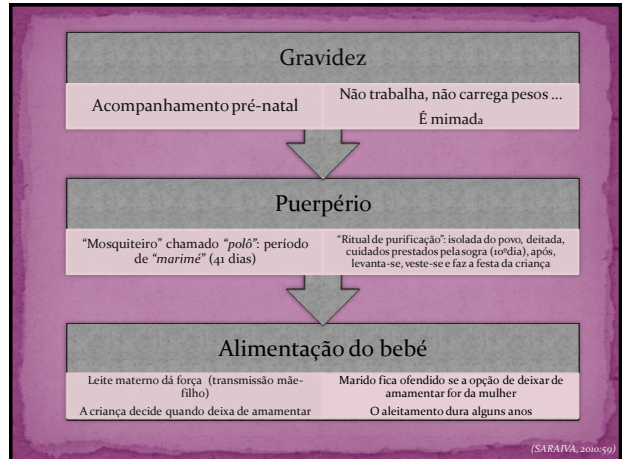 Gravidez
Acompanhamento pré-natal
Não trabalha, não carrega pesos ...
É mimada
Puerpério
"Mosquiteiro" chamado "polô": período
de "marimé" (41 dias)
"Ritual de purificação": isolada do povo, deitada,
cuidados prestados pela sogra (10ºdia), após,
levanta-se, veste-se e faz a festa da criança
Alimentação do bebé
Leite materno dá força (transmissão mãe-
filho)
A criança decide quando deixa de amamentar
Marido fica ofendido se a opção de deixar de
amamentar for da mulher
O aleitamento dura alguns anos
(SARAIVA, 2010:59)